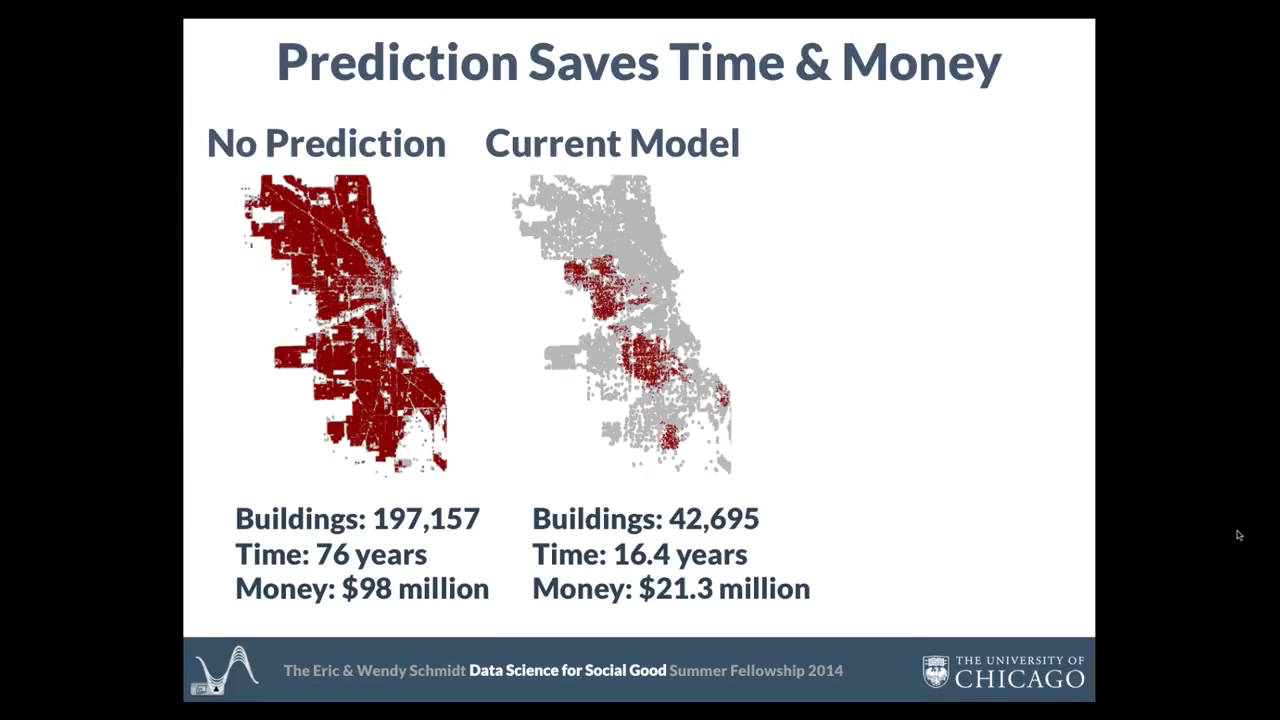 Prediction Saves Time & Money
No Prediction
Current Model
Buildings: 197,157
Time: 76 years
Money: $98 million
Buildings: 42,695
Time: 16.4 years
Money: $21.3 million
The Eric & Wendy Schmidt Data Science for Social Good Summer Fellowship 2014
THE UNIVERSITY OF
CHICAGO